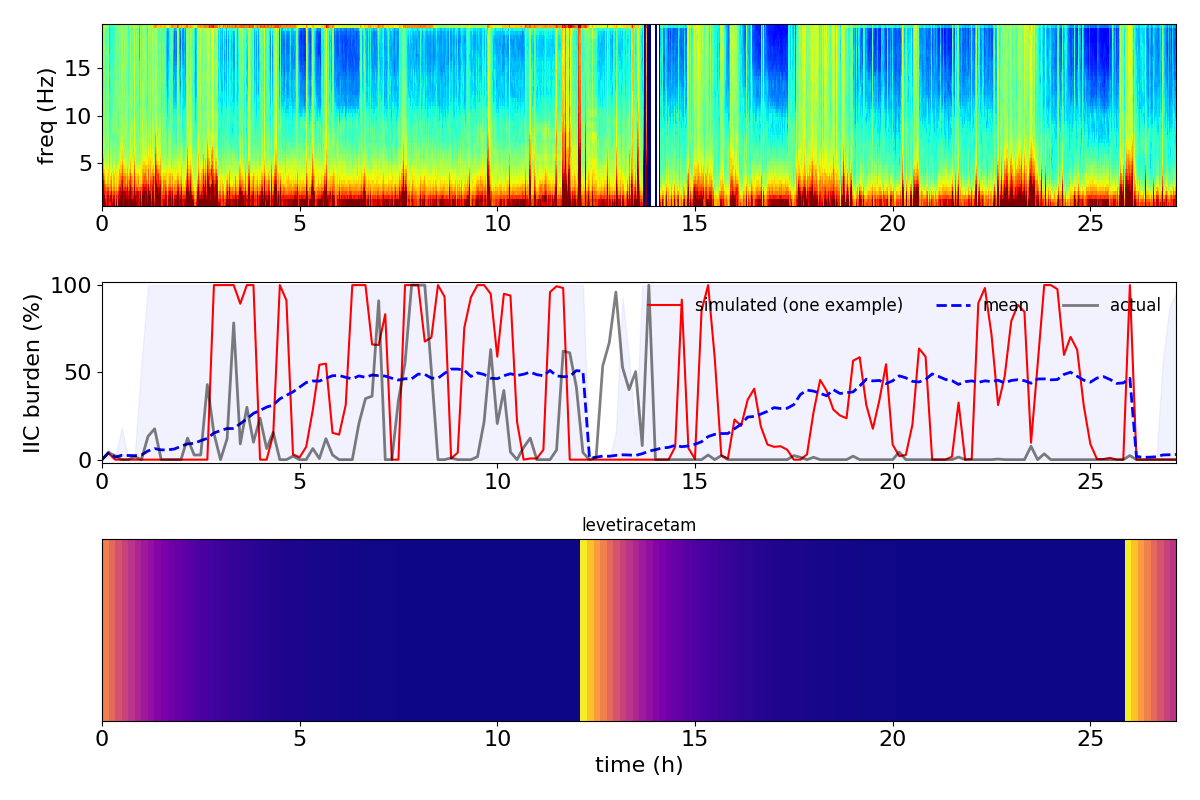 15
10
5
freq (Hz)
0 5 10 15 20 25
100
50
0
IIC burden (%)
simulated (one example) mean actual
0 5 10 15 20 25
levetiracetam
0 5 10 15 20 25
time (h)